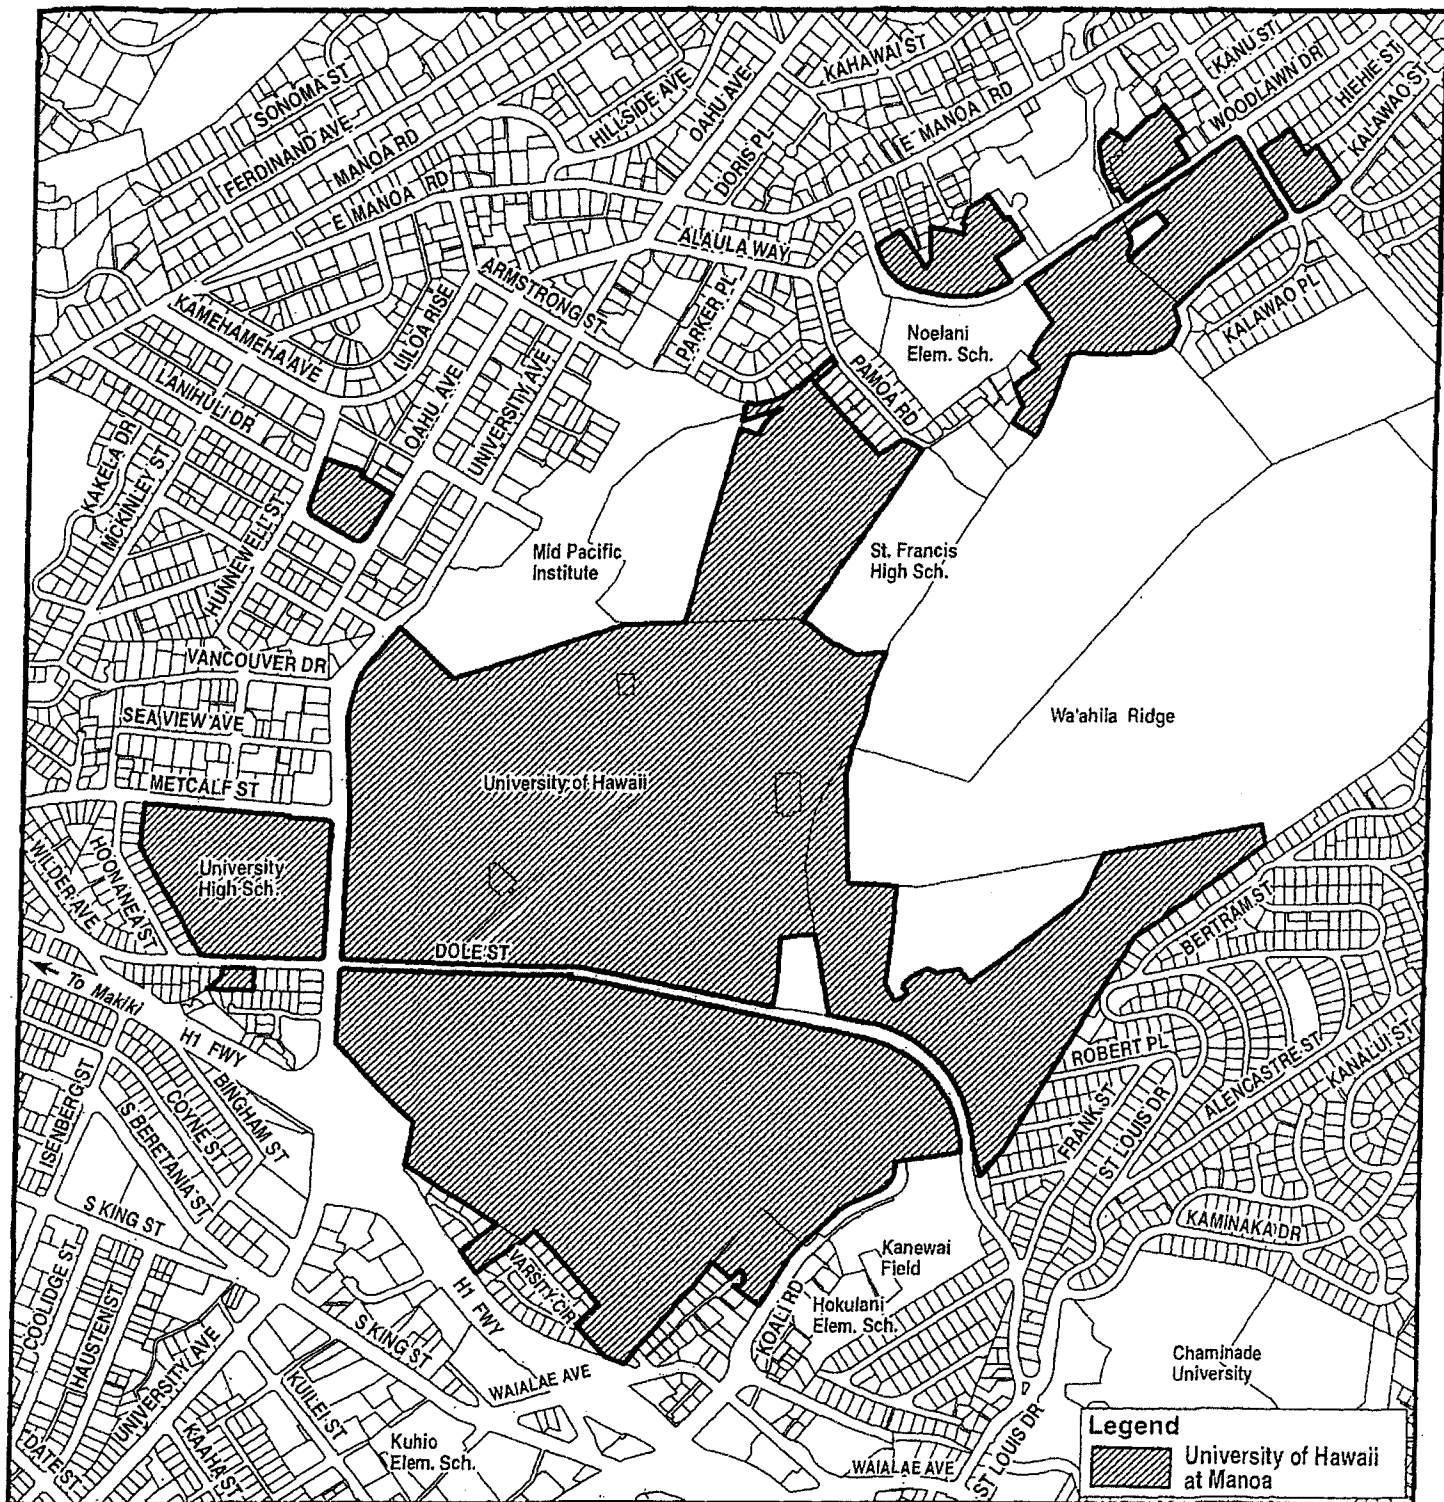 KAHAWAI ST
KANU ST
WOODLAWN DR
HIEHIE ST
KALAWAO ST
SONOMA ST
HILLSIDE AVE
OAHU AVE
FERDINAND AVE
MANOA RD
E MANOA RD
DORIS PL
E MANOA RD
ALAULA WAY
ARMSTRONG ST
PARKER PL
KALAWAO PL
KAMEHAMEHA AVE
ULOA RISE
Noelani
Elem. Sch.
LANIHULI DR
OAHU AVE
UNIVERSITY AVE
PAMOA RD
KAKELA DR
MCKINLEY ST
HUNNEWELL ST
Mid Pacific
Institute
St. Francis
High Sch.
VANCOUVER DR
SEA VIEW AVE
Wa'ahila Ridge
METCALF ST
University of Hawaii
WILDER AVE
HOONANEA ST
University
High Sch.
BERTRAM ST
DOLE ST
To Makiki
H1 FWY
ROBERT PL
ALENCASTRE ST
KANALUI ST
ISENBERG ST
COYNE ST
BINGHAM ST
S BERETANIA ST
FRANK ST
ST LOUIS DR
S KING ST
KAMINAKA DR
Kanewai
Field
VARSITY CIR
H1 FWY
KOALI RD
Hokulani
Elem. Sch.
COOLIDGE ST
HAUSTEN ST
UNIVERSITY AVE
S KING ST
KUILEI ST
WAIALAE AVE
Chaminade
University
DATE ST
KAAHA ST
Kuhio
Elem. Sch.
WAIALAE AVE
ST LOUIS DR
Legend
University of Hawaii
at Manoa